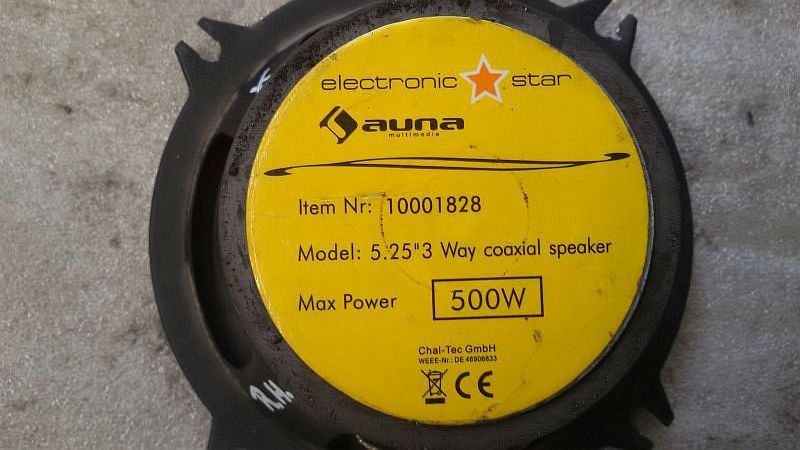 electronic star
auna
multimedia
Item Nr: 10001828
Model: 5.25"3 Way coaxial speaker
Max Power 500W
Chal-Tec GmbH
WEEE-Nr.: DE 46906833
CE
R.H.